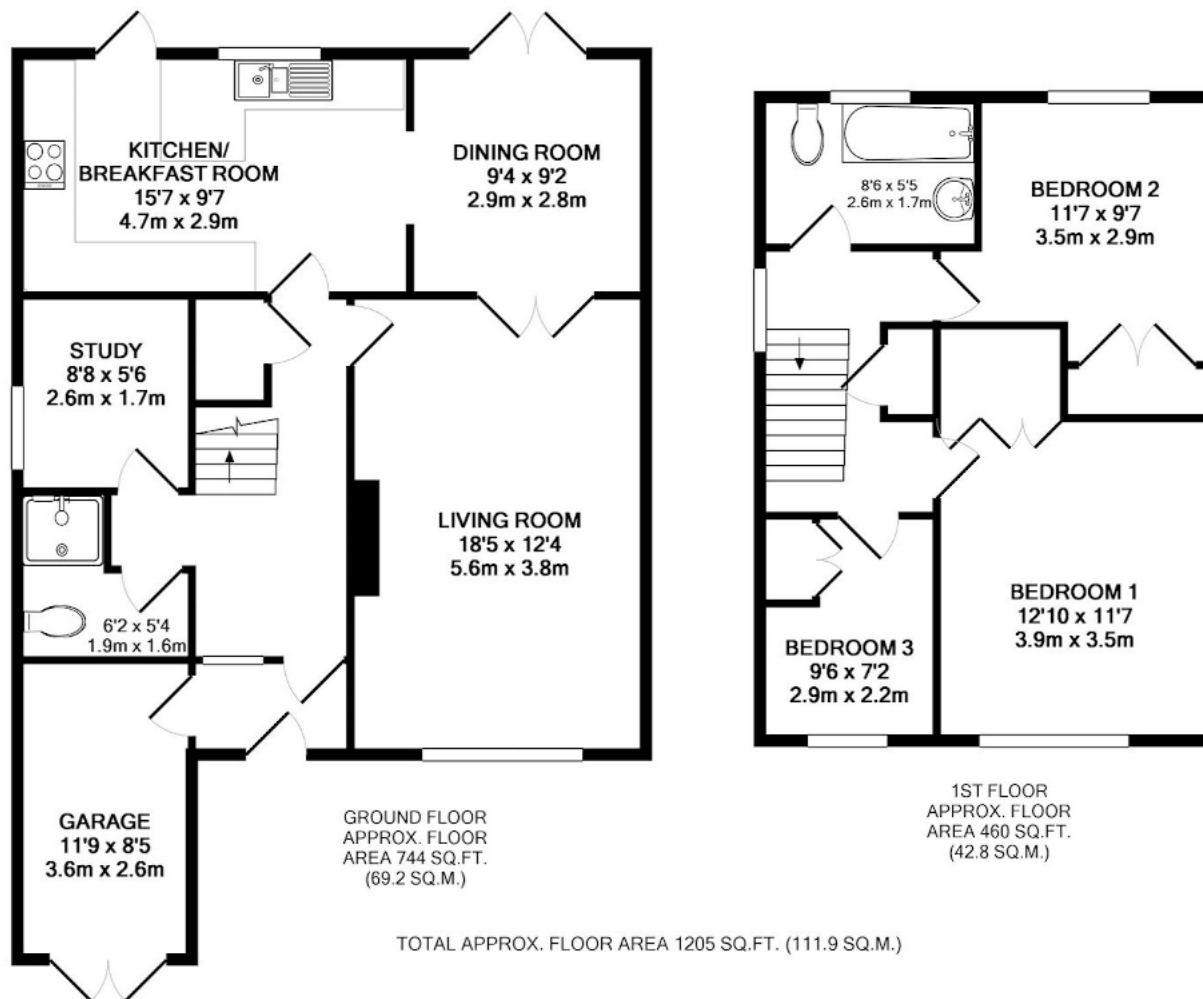 KITCHEN/
BREAKFAST ROOM
15'7 x 9'7
4.7m x 2.9m
DINING ROOM
9'4 x 9'2
2.9m x 2.8m
STUDY
8'8 x 5'6
2.6m x 1.7m
LIVING ROOM
18'5 x 12'4
5.6m x 3.8m
6'2 x 5'4
1.9m x 1.6m
GARAGE
11'9 x 8'5
3.6m x 2.6m
GROUND FLOOR
APPROX. FLOOR
AREA 744 SQ.FT.
(69.2 SQ.M.)
8'6 x 5'5
2.6m x 1.7m
BEDROOM 2
11'7 x 9'7
3.5m x 2.9m
BEDROOM 1
12'10 x 11'7
3.9m x 3.5m
BEDROOM 3
9'6 x 7'2
2.9m x 2.2m
1ST FLOOR
APPROX. FLOOR
AREA 460 SQ.FT.
(42.8 SQ.M.)
TOTAL APPROX. FLOOR AREA 1205 SQ.FT. (111.9 SQ.M.)